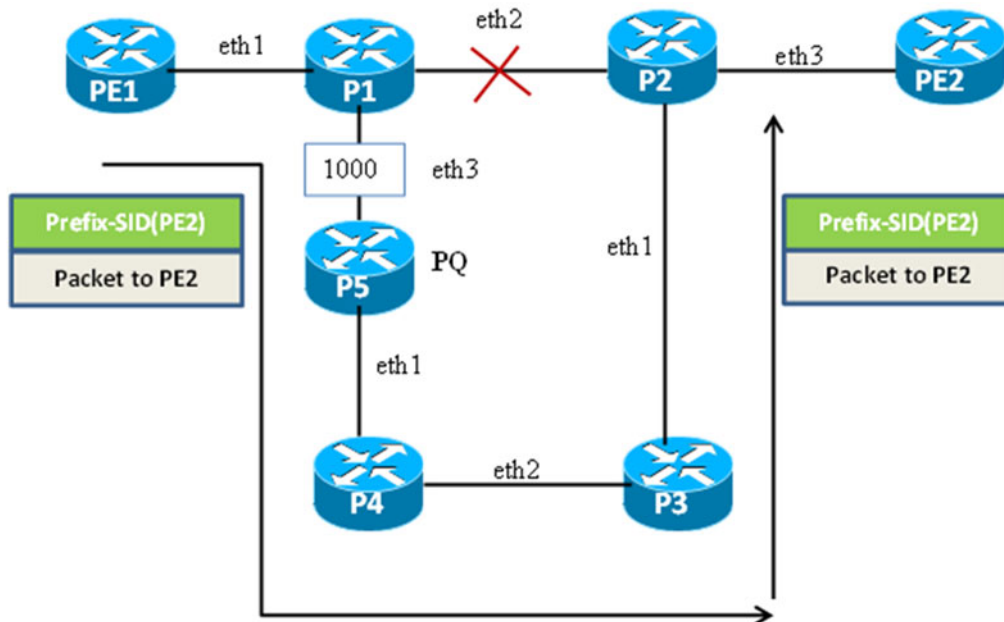 eth2
eth1
eth3
PE1
P1
P2
PE2
1000
eth3
Prefix-SID(PE2)
Packet to PE2
Prefix-SID(PE2)
Packet to PE2
P5
PQ
eth1
eth1
eth2
P4
P3